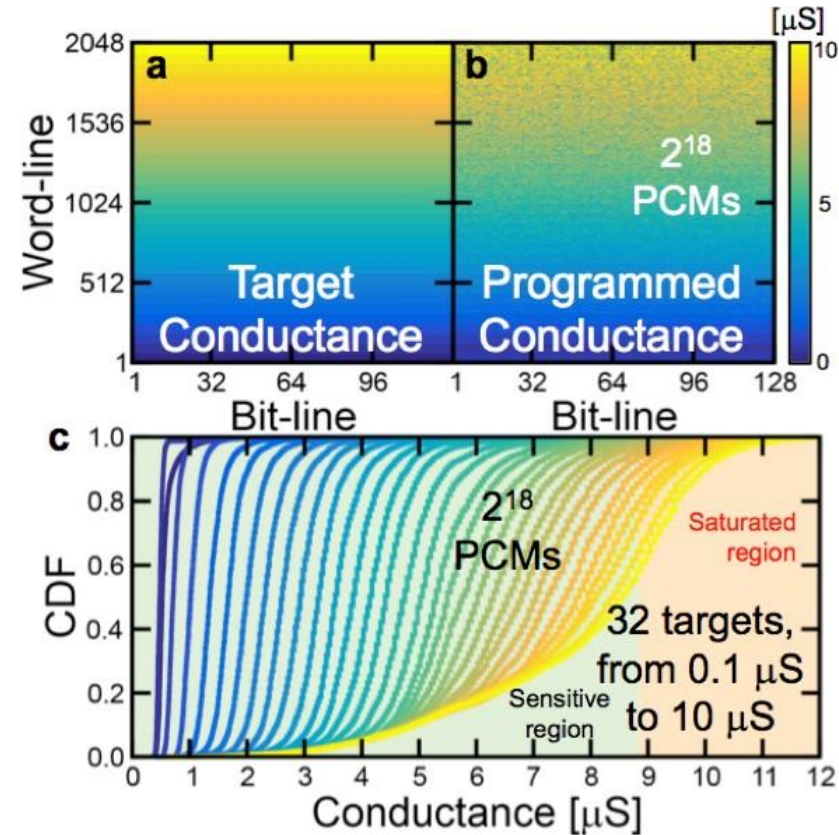 [μS]
2048
1536
1024
512
1
Word-line
a
b
2¹⁸
PCMs
Target
Conductance
Programmed
Conductance
10
5
0
1 32 64 96 1 32 64 96 128
Bit-line Bit-line
c
1.0
0.8
0.6
0.4
0.2
0.0
CDF
2¹⁸
PCMs
Saturated
region
32 targets,
from 0.1 μS
to 10 μS
Sensitive
region
0 1 2 3 4 5 6 7 8 9 10 11 12
Conductance [μS]